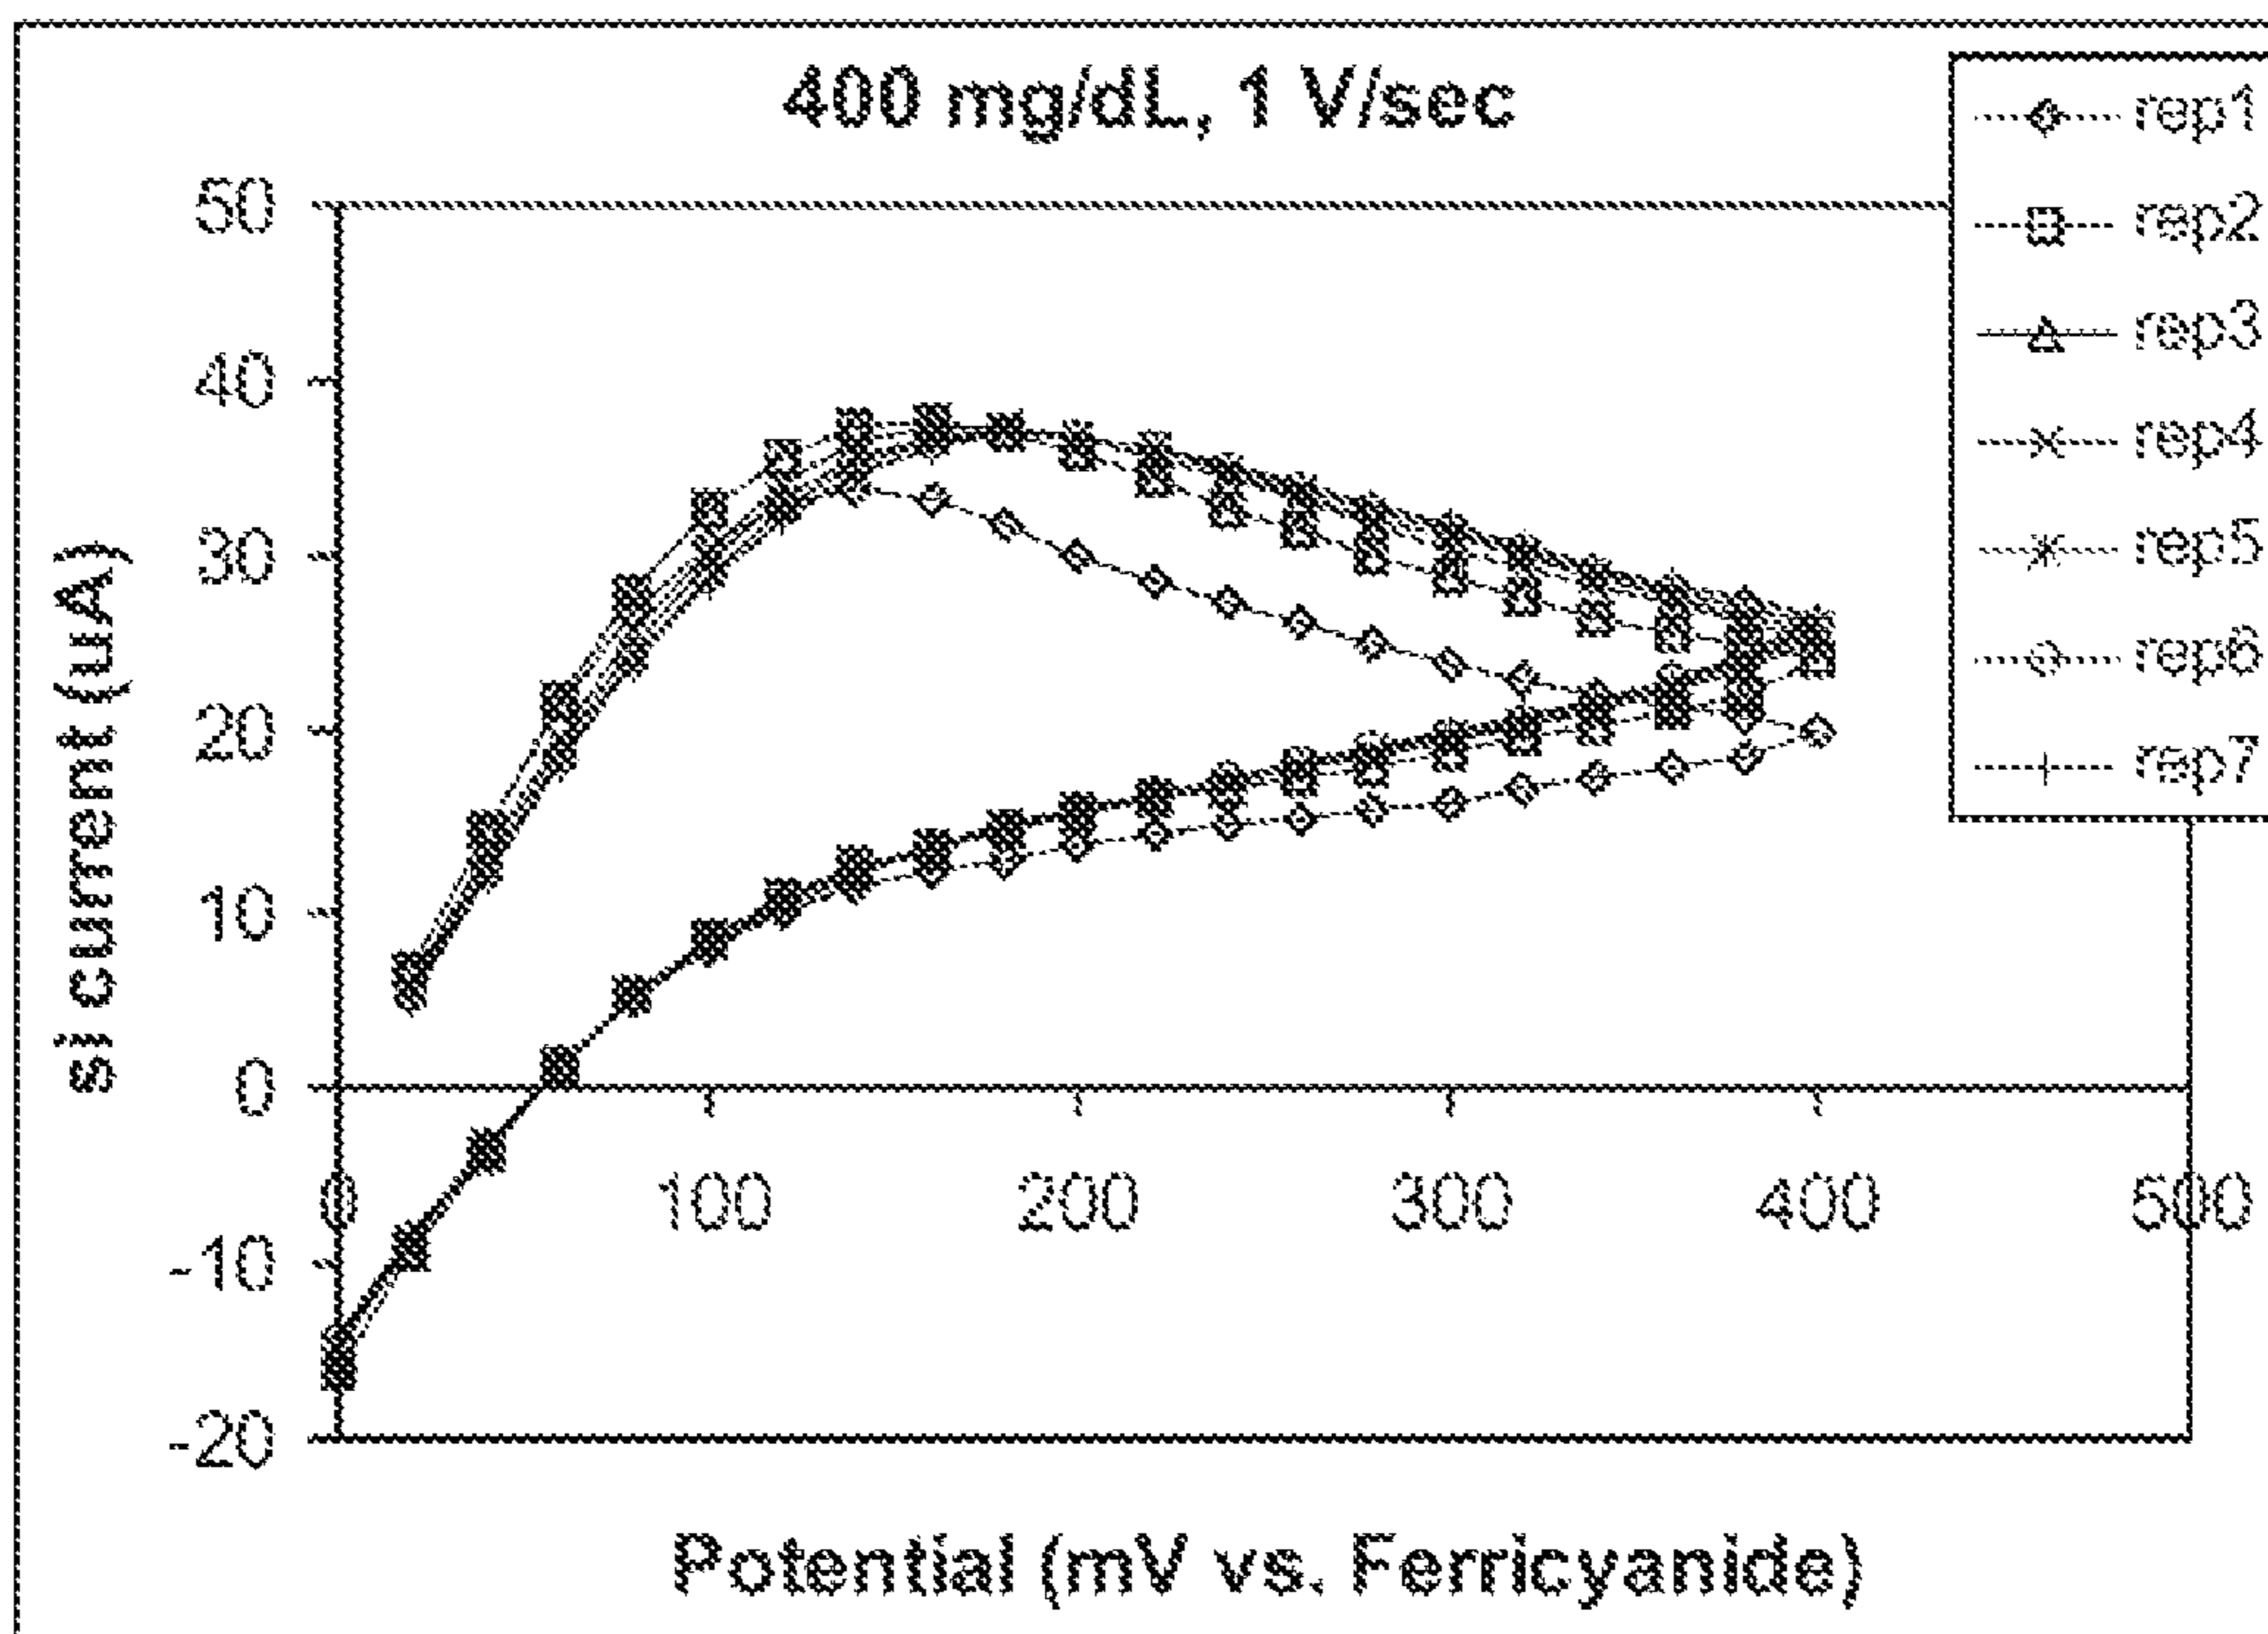 400 mg/dL, 1 V/sec
rep1
rep2
rep3
rep4
rep5
rep6
rep7
50
40
30
20
10
0
-10
-20
si current (uA)
0 100 200 300 400 500
Potential (mV vs. Ferricyanide)